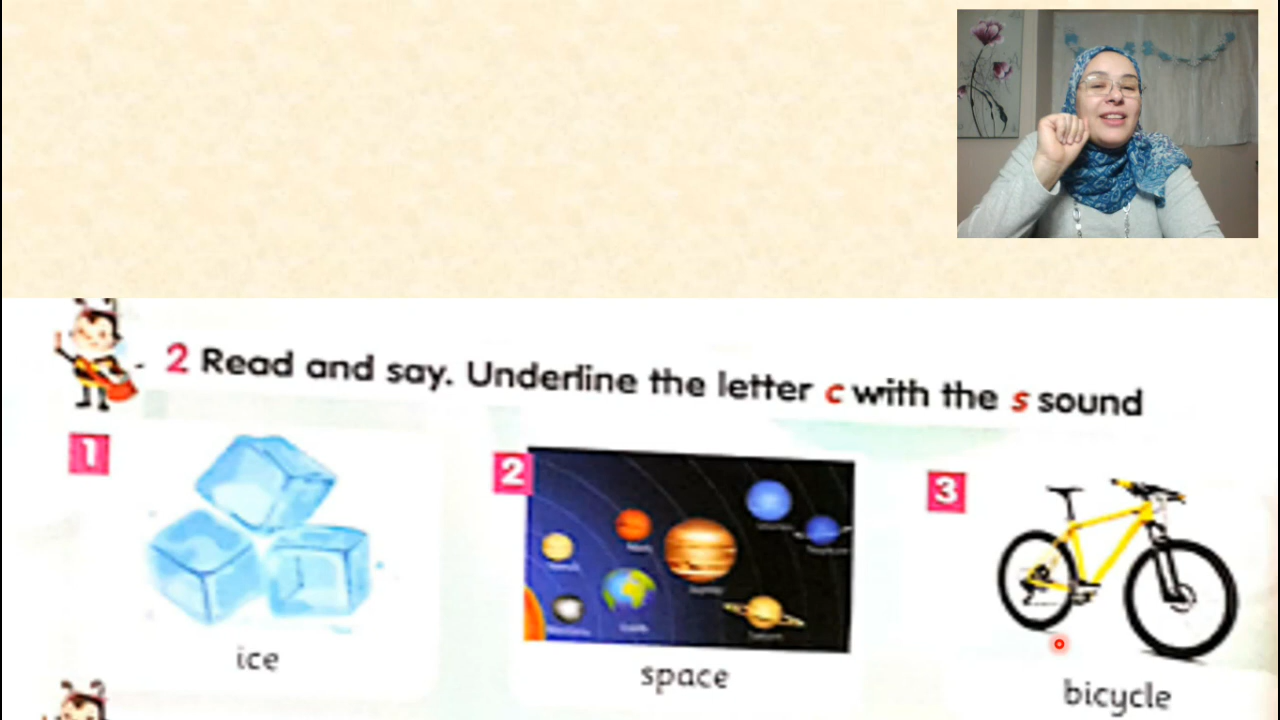 2 Read and say. Underline the letter c with the s sound
1
2
3
ice
space
bicycle